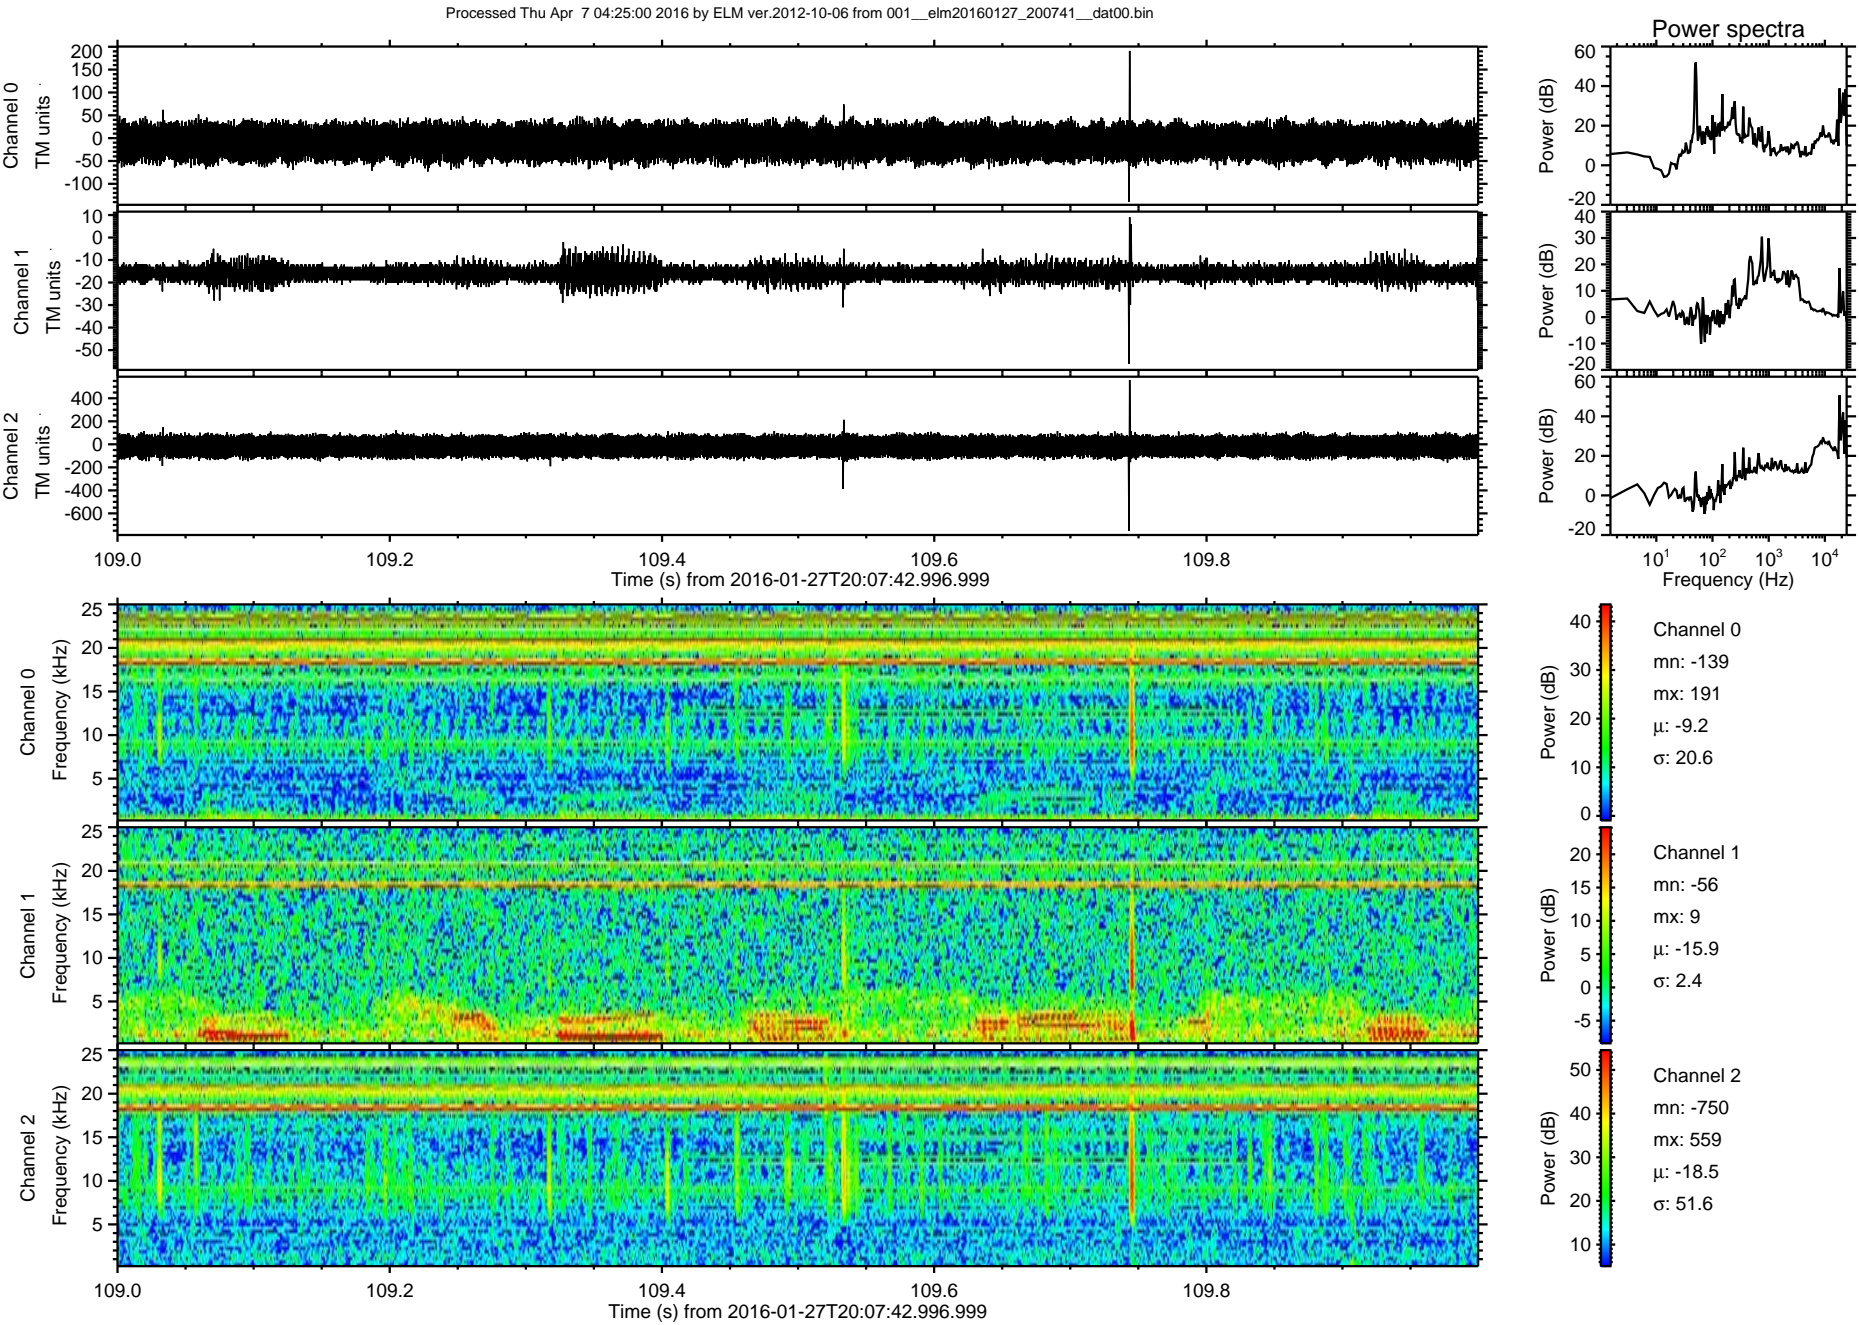 Processed Thu Apr 7 04:25:00 2016 by ELM ver.2012-10-06 from 001__elm20160127_200741__dat00.bin
Power spectra
Channel 0
TM units
200
150
100
50
0
-50
-100
Power (dB)
60
40
20
0
-20
Channel 1
TM units
10
0
-10
-20
-30
-40
-50
Power (dB)
40
30
20
10
0
-10
-20
Channel 2
TM units
400
200
0
-200
-400
-600
Power (dB)
60
40
20
0
-20
109.0 109.2 109.4 109.6 109.8
Time (s) from 2016-01-27T20:07:42.996.999
10^1 10^2 10^3 10^4
Frequency (Hz)
Channel 0
Frequency (kHz)
25
20
15
10
5
Power (dB)
40
30
20
10
0
Channel 0
mn: -139
mx: 191
μ: -9.2
σ: 20.6
Channel 1
Frequency (kHz)
25
20
15
10
5
Power (dB)
20
15
10
5
0
-5
Channel 1
mn: -56
mx: 9
μ: -15.9
σ: 2.4
Channel 2
Frequency (kHz)
25
20
15
10
5
Power (dB)
50
40
30
20
10
Channel 2
mn: -750
mx: 559
μ: -18.5
σ: 51.6
109.0 109.2 109.4 109.6 109.8
Time (s) from 2016-01-27T20:07:42.996.999